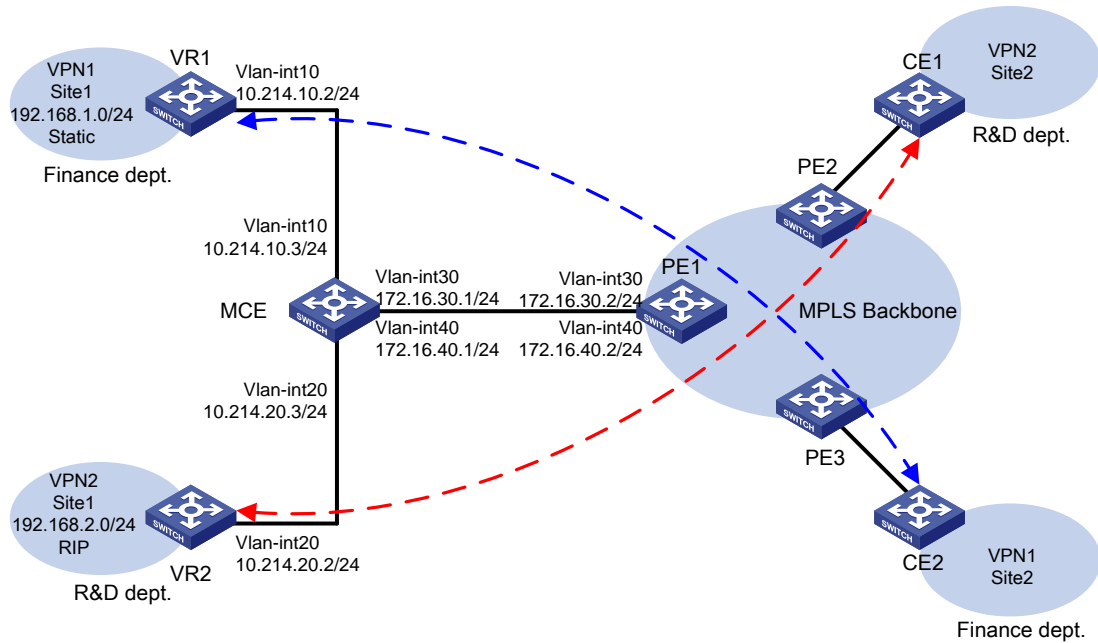 VR1
VPN1
Site1
192.168.1.0/24
Static
SWITCH
Finance dept.
Vlan-int10
10.214.10.2/24
CE1
SWITCH
VPN2
Site2
R&D dept.
PE2
SWITCH
Vlan-int10
10.214.10.3/24
MCE
SWITCH
Vlan-int30
172.16.30.1/24
Vlan-int40
172.16.40.1/24
Vlan-int30
172.16.30.2/24
Vlan-int40
172.16.40.2/24
PE1
SWITCH
MPLS Backbone
Vlan-int20
10.214.20.3/24
SWITCH
PE3
VPN2
Site1
192.168.2.0/24
RIP
SWITCH
VR2
R&D dept.
Vlan-int20
10.214.20.2/24
SWITCH
CE2
VPN1
Site2
Finance dept.